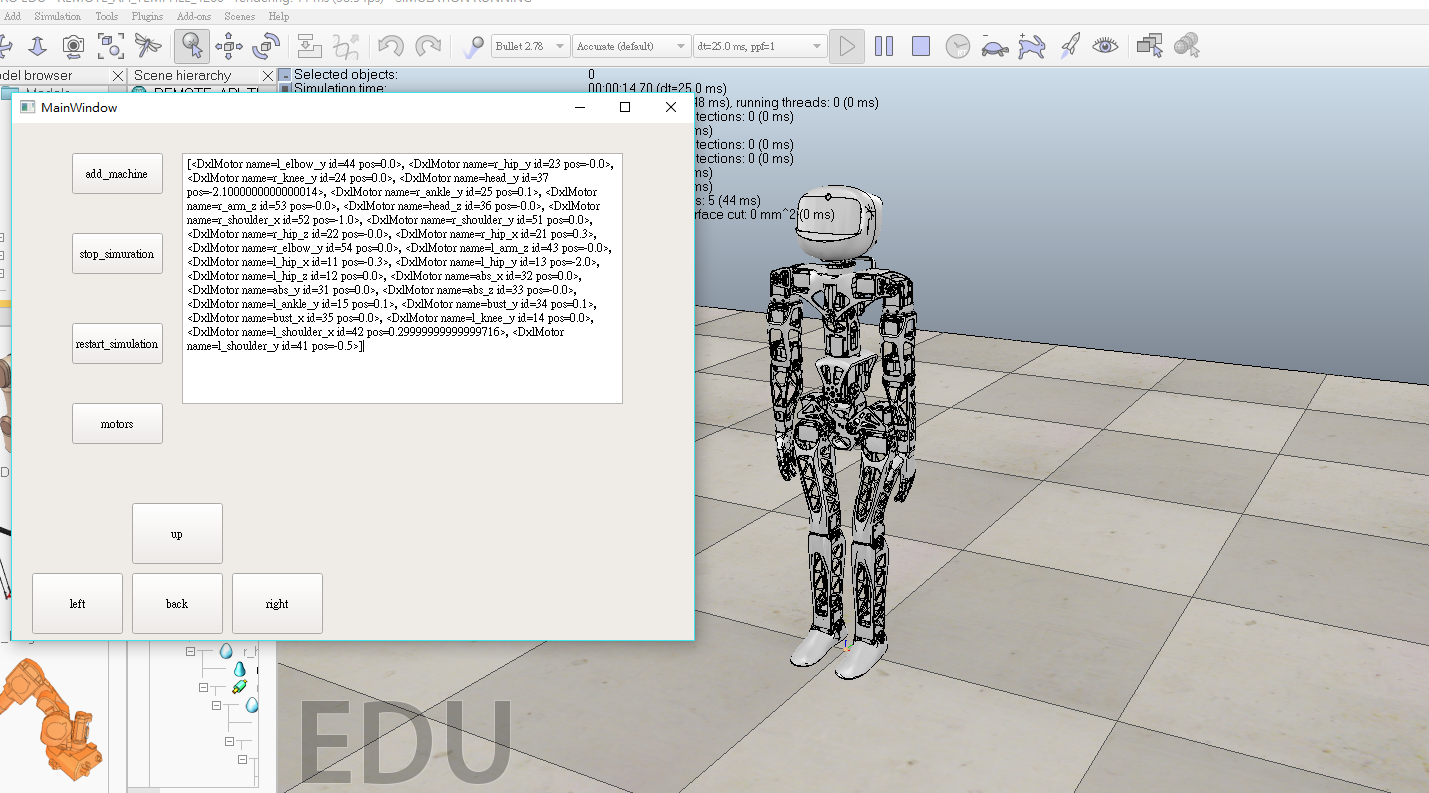 Add Simulation Tools Plugins Add-ons Scenes Help
Bullet 2.78 Accurate (default) dt=25.0 ms, ppf=1
del browser Scene hierarchy
Selected objects: 0
Simulation time: 00:00:14.70 (dt=25.0 ms)
Models
48 ms), running threads: 0 (0 ms)
tections: 0 (0 ms)
ms)
tections: 0 (0 ms)
tections: 0 (0 ms)
ms)
ms)
s: 5 (44 ms)
rface cut: 0 mm^2 (0 ms)
MainWindow
add_machine
stop_simuration
restart_simulation
motors
[<DxlMotor name=l_elbow_y id=44 pos=0.0>, <DxlMotor name=r_hip_y id=23 pos=-0.0>,
<DxlMotor name=r_knee_y id=24 pos=0.0>, <DxlMotor name=head_y id=37
pos=-2.1000000000000014>, <DxlMotor name=r_ankle_y id=25 pos=0.1>, <DxlMotor
name=r_arm_z id=53 pos=-0.0>, <DxlMotor name=head_z id=36 pos=-0.0>, <DxlMotor
name=r_shoulder_x id=52 pos=-1.0>, <DxlMotor name=r_shoulder_y id=51 pos=0.0>,
<DxlMotor name=r_hip_z id=22 pos=-0.0>, <DxlMotor name=r_hip_x id=21 pos=0.3>,
<DxlMotor name=r_elbow_y id=54 pos=0.0>, <DxlMotor name=l_arm_z id=43 pos=-0.0>,
<DxlMotor name=l_hip_x id=11 pos=-0.3>, <DxlMotor name=l_hip_y id=13 pos=-2.0>,
<DxlMotor name=l_hip_z id=12 pos=0.0>, <DxlMotor name=abs_x id=32 pos=0.0>,
<DxlMotor name=abs_y id=31 pos=0.0>, <DxlMotor name=abs_z id=33 pos=-0.0>,
<DxlMotor name=l_ankle_y id=15 pos=0.1>, <DxlMotor name=bust_y id=34 pos=0.1>,
<DxlMotor name=bust_x id=35 pos=0.0>, <DxlMotor name=l_knee_y id=14 pos=0.0>,
<DxlMotor name=l_shoulder_x id=42 pos=0.29999999999999716>, <DxlMotor
name=l_shoulder_y id=41 pos=-0.5>]
up
left back right
EDU